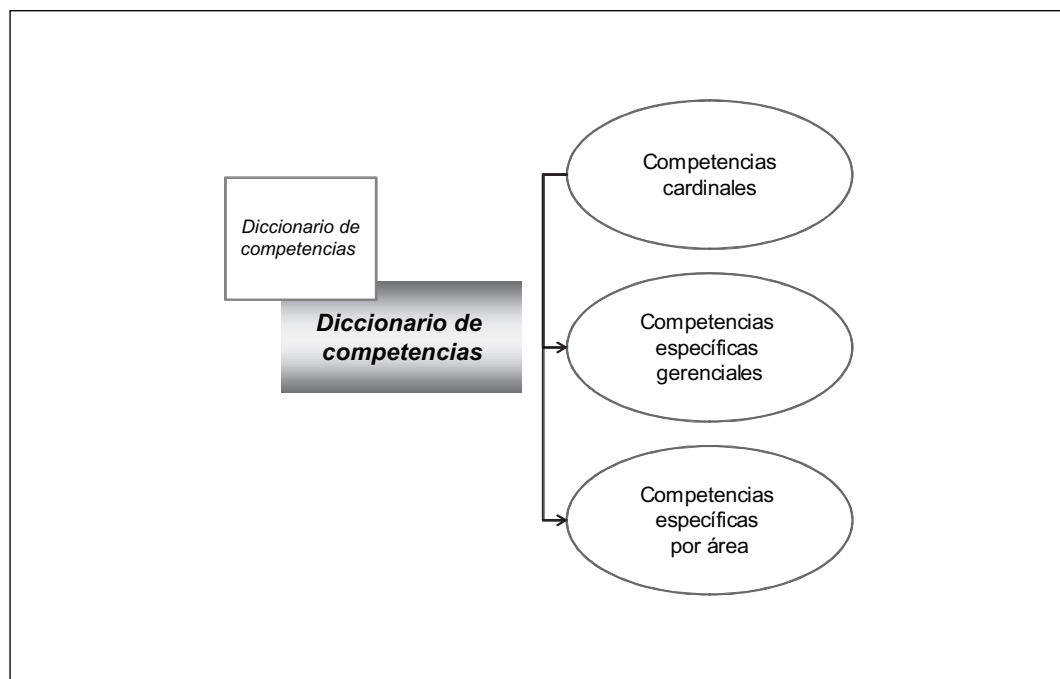 Diccionario de
competencias
Diccionario de
competencias
Competencias
cardinales
Competencias
específicas
gerenciales
Competencias
específicas
por área